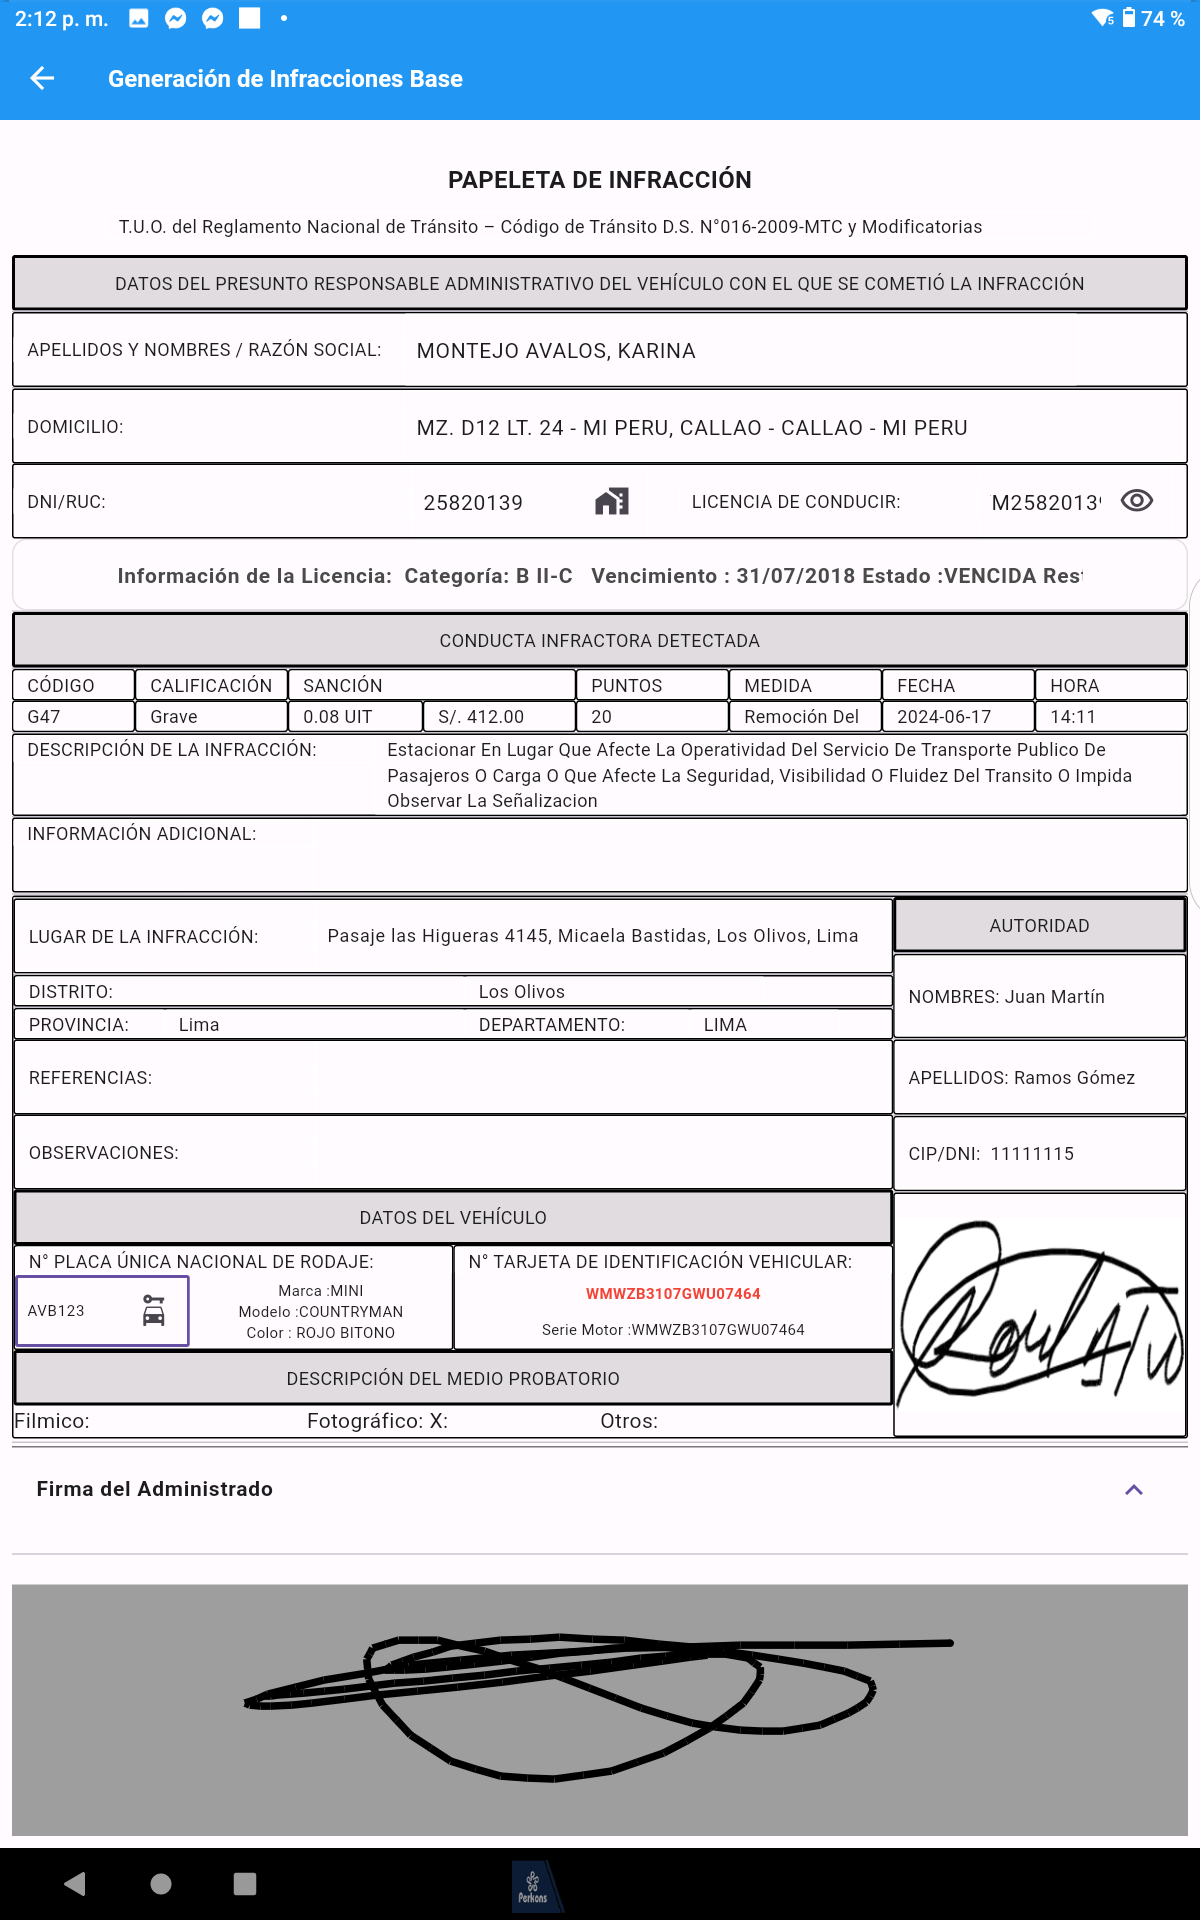 2:12 p. m.
5 74 %
Generación de Infracciones Base
PAPELETA DE INFRACCIÓN
T.U.O. del Reglamento Nacional de Tránsito – Código de Tránsito D.S. N°016-2009-MTC y Modificatorias
DATOS DEL PRESUNTO RESPONSABLE ADMINISTRATIVO DEL VEHÍCULO CON EL QUE SE COMETIÓ LA INFRACCIÓN
APELLIDOS Y NOMBRES / RAZÓN SOCIAL: MONTEJO AVALOS, KARINA
DOMICILIO: MZ. D12 LT. 24 - MI PERU, CALLAO - CALLAO - MI PERU
DNI/RUC: 25820139 LICENCIA DE CONDUCIR: M2582013
Información de la Licencia: Categoría: B II-C Vencimiento : 31/07/2018 Estado :VENCIDA Rest
CONDUCTA INFRACTORA DETECTADA
CÓDIGO CALIFICACIÓN SANCIÓN PUNTOS MEDIDA FECHA HORA
G47 Grave 0.08 UIT S/. 412.00 20 Remoción Del 2024-06-17 14:11
DESCRIPCIÓN DE LA INFRACCIÓN: Estacionar En Lugar Que Afecte La Operatividad Del Servicio De Transporte Publico De
Pasajeros O Carga O Que Afecte La Seguridad, Visibilidad O Fluidez Del Transito O Impida
Observar La Señalizacion
INFORMACIÓN ADICIONAL:
LUGAR DE LA INFRACCIÓN: Pasaje las Higueras 4145, Micaela Bastidas, Los Olivos, Lima
DISTRITO: Los Olivos
PROVINCIA: Lima DEPARTAMENTO: LIMA
REFERENCIAS:
OBSERVACIONES:
AUTORIDAD
NOMBRES: Juan Martín
APELLIDOS: Ramos Gómez
CIP/DNI: 11111115
DATOS DEL VEHÍCULO
N° PLACA ÚNICA NACIONAL DE RODAJE:
AVB123
Marca :MINI
Modelo :COUNTRYMAN
Color : ROJO BITONO
N° TARJETA DE IDENTIFICACIÓN VEHICULAR:
WMWZB3107GWU07464
Serie Motor :WMWZB3107GWU07464
DESCRIPCIÓN DEL MEDIO PROBATORIO
Filmico: Fotográfico: X: Otros:
Firma del Administrado
Perkons